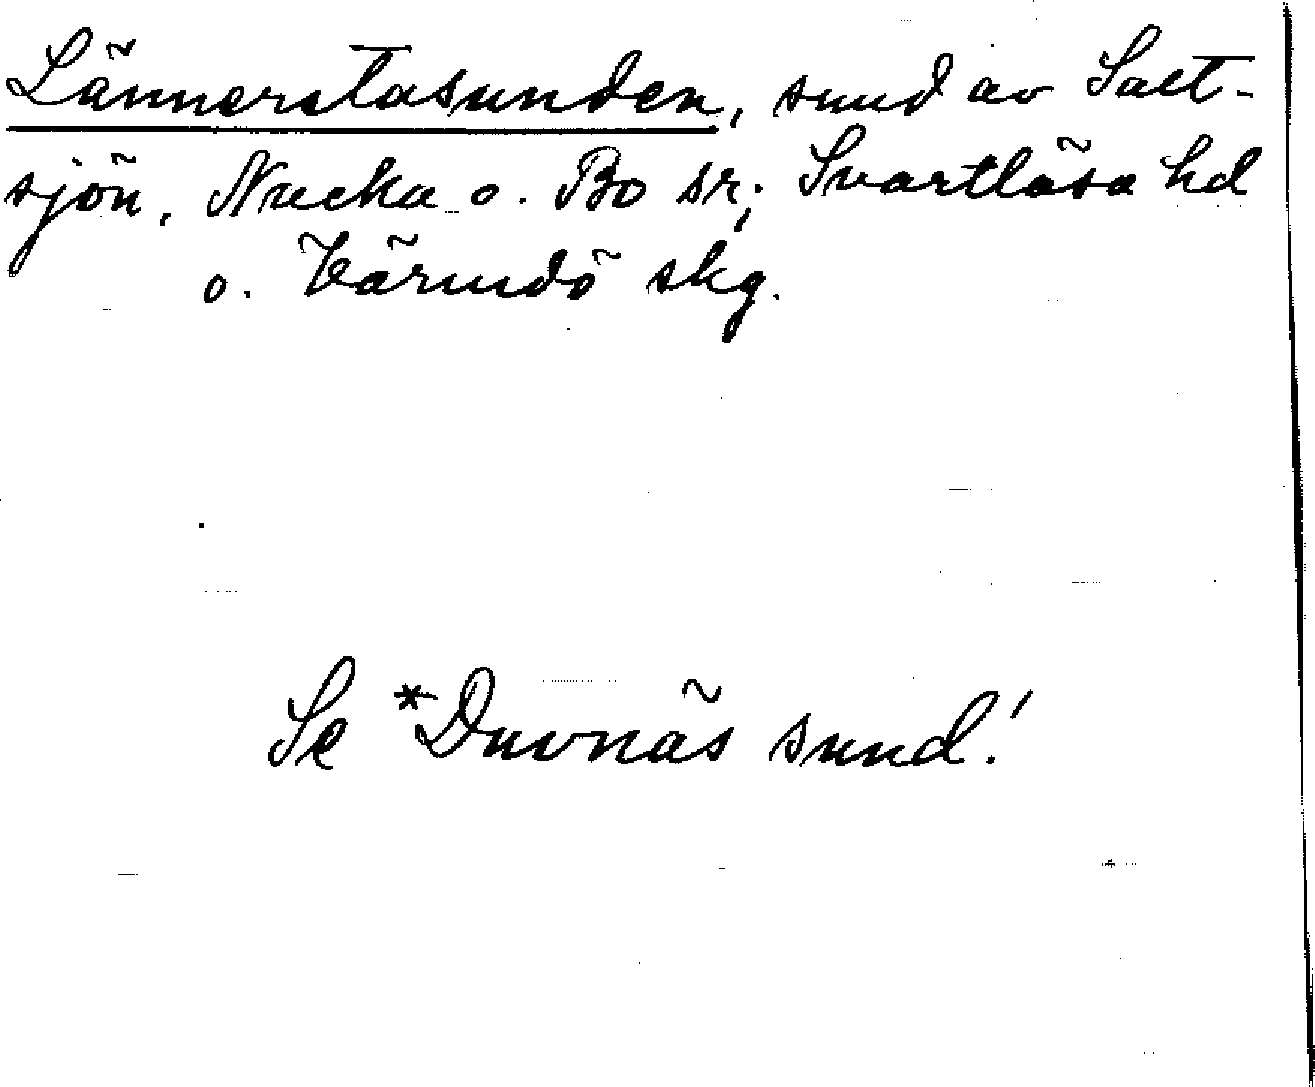 Lännerstasunden, sund av Salt-
sjön, Nacka o. Bo sr; Svartlösa hd
o. Värmdö skg.
Se *Duvnäs sund!